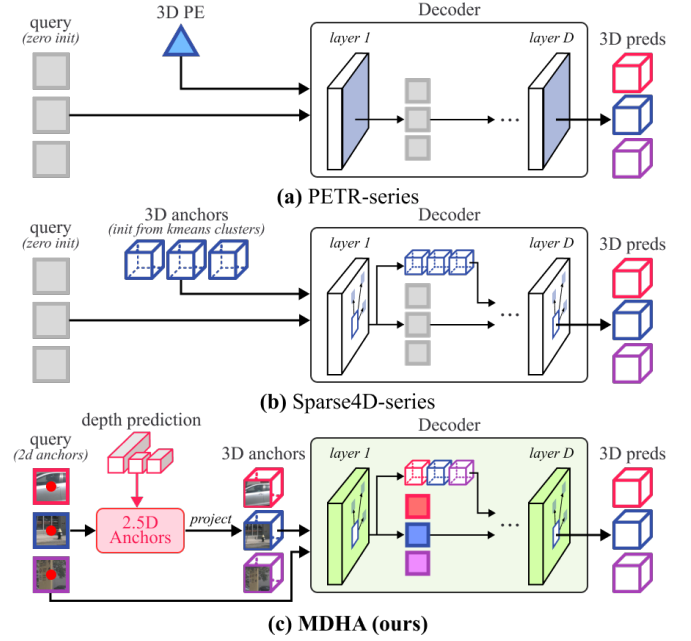 query
(zero init)
3D PE
Decoder
layer 1
layer D
3D preds
...
(a) PETR-series
query
(zero init)
3D anchors
(init from kmeans clusters)
Decoder
layer 1
layer D
3D preds
...
(b) Sparse4D-series
query
(2d anchors)
depth prediction
2.5D
Anchors
project
3D anchors
Decoder
layer 1
layer D
3D preds
...
(c) MDHA (ours)